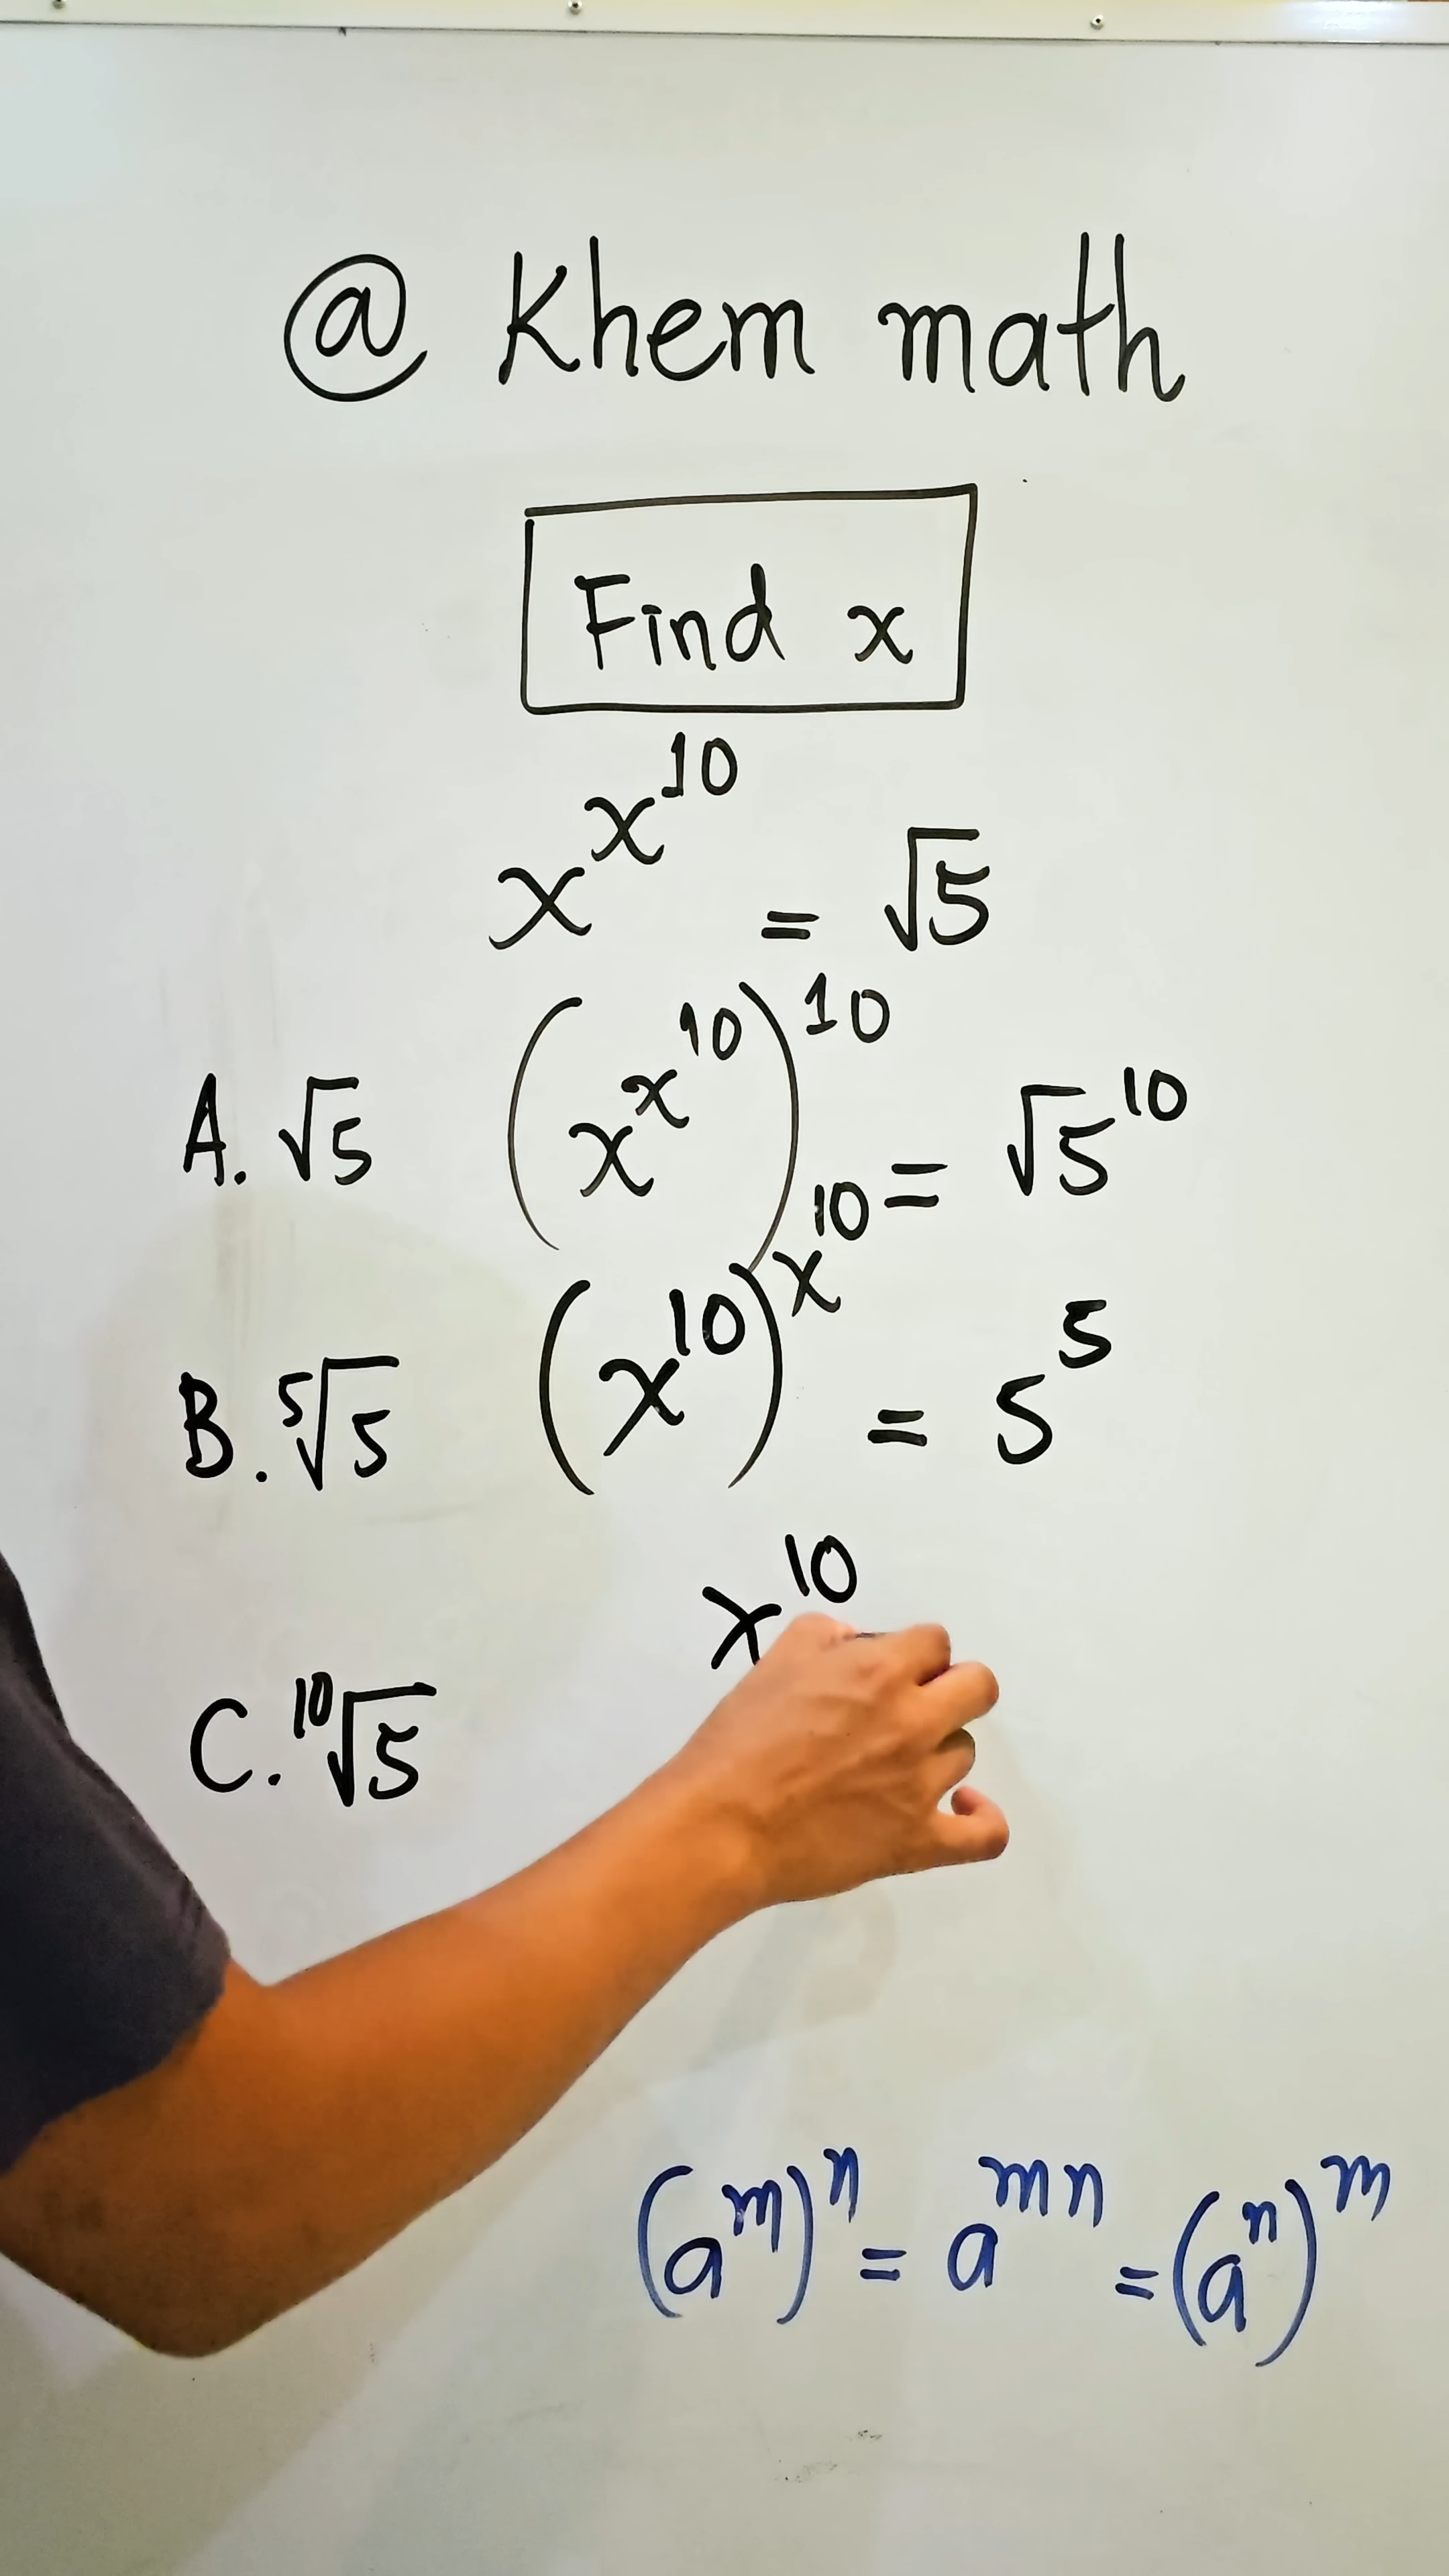 @ Khem math
Find x
x^{x^{10}} = √5
A. √5
(x^{x^{10}})^{10} = √5^{10}
B. ⁵√5
(x^{10})^{x^{10}} = 5^5
x^{10}
C. ¹⁰√5
(a^m)^n = a^{mn} = (a^n)^m